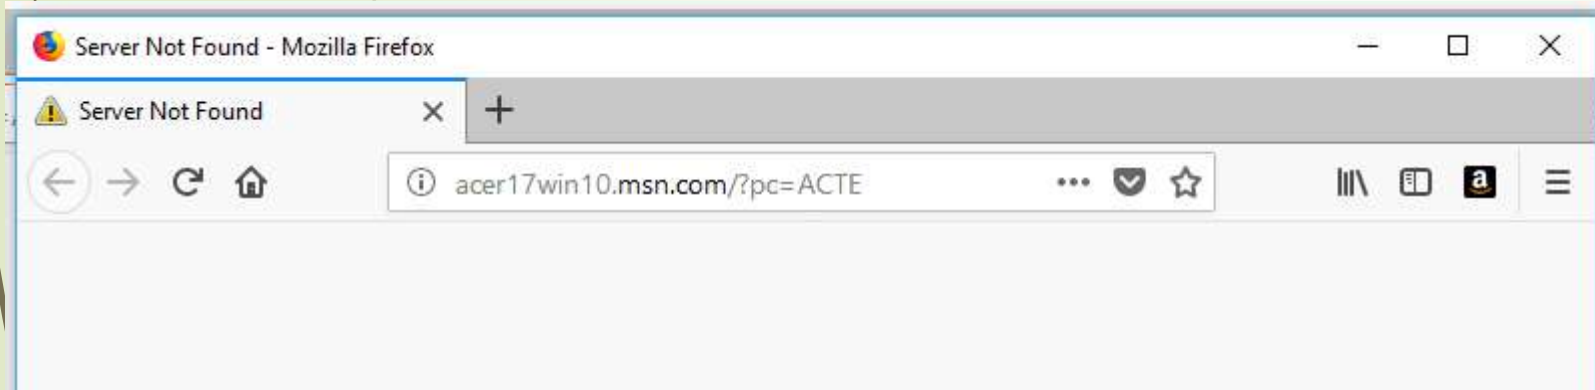 Server Not Found - Mozilla Firefox
Server Not Found
acer17win10.msn.com/?pc=ACTE
a